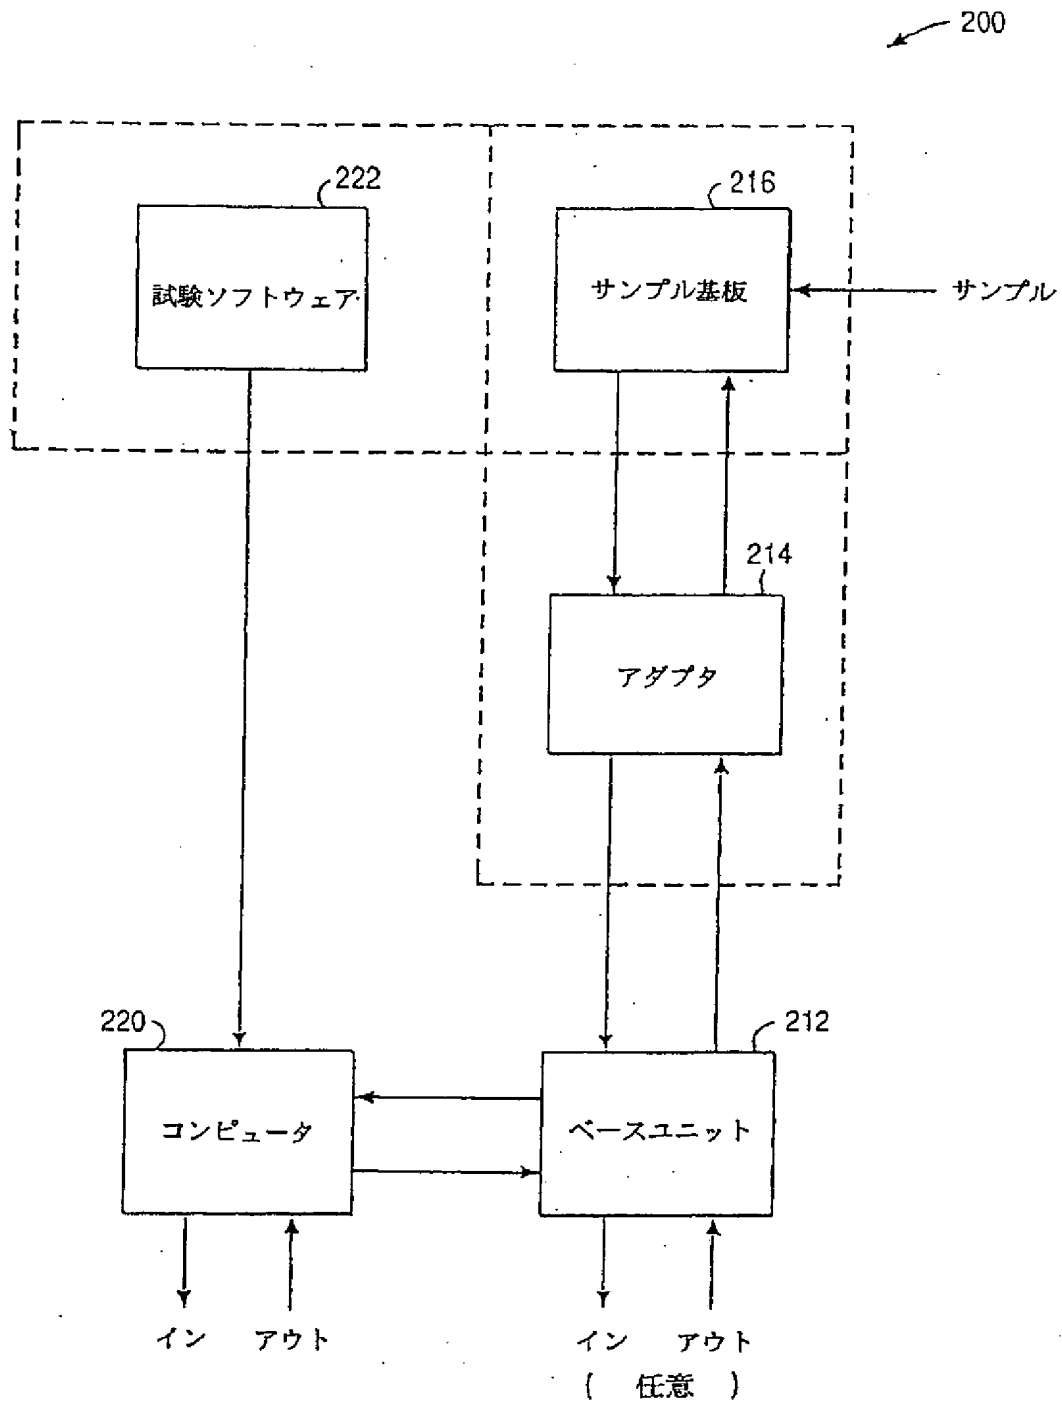 200
222
216
試験ソフトウェア
サンプル基板
サンプル
214
アダプタ
220
212
コンピュータ
ベースユニット
イン アウト
イン アウト
( 任意 )